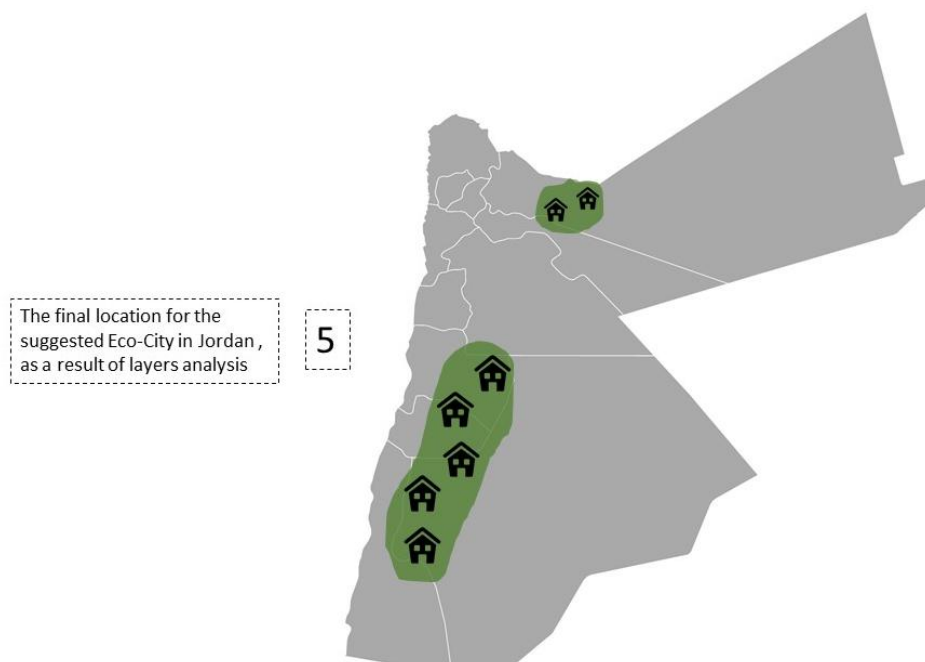 The final location for the
suggested Eco-City in Jordan ,
as a result of layers analysis
5